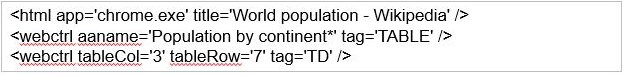 <html app='chrome.exe' title='World population - Wikipedia' />
<webctrl aaname='Population by continent*' tag='TABLE' />
<webctrl tableCol='3' tableRow='7' tag='TD' />